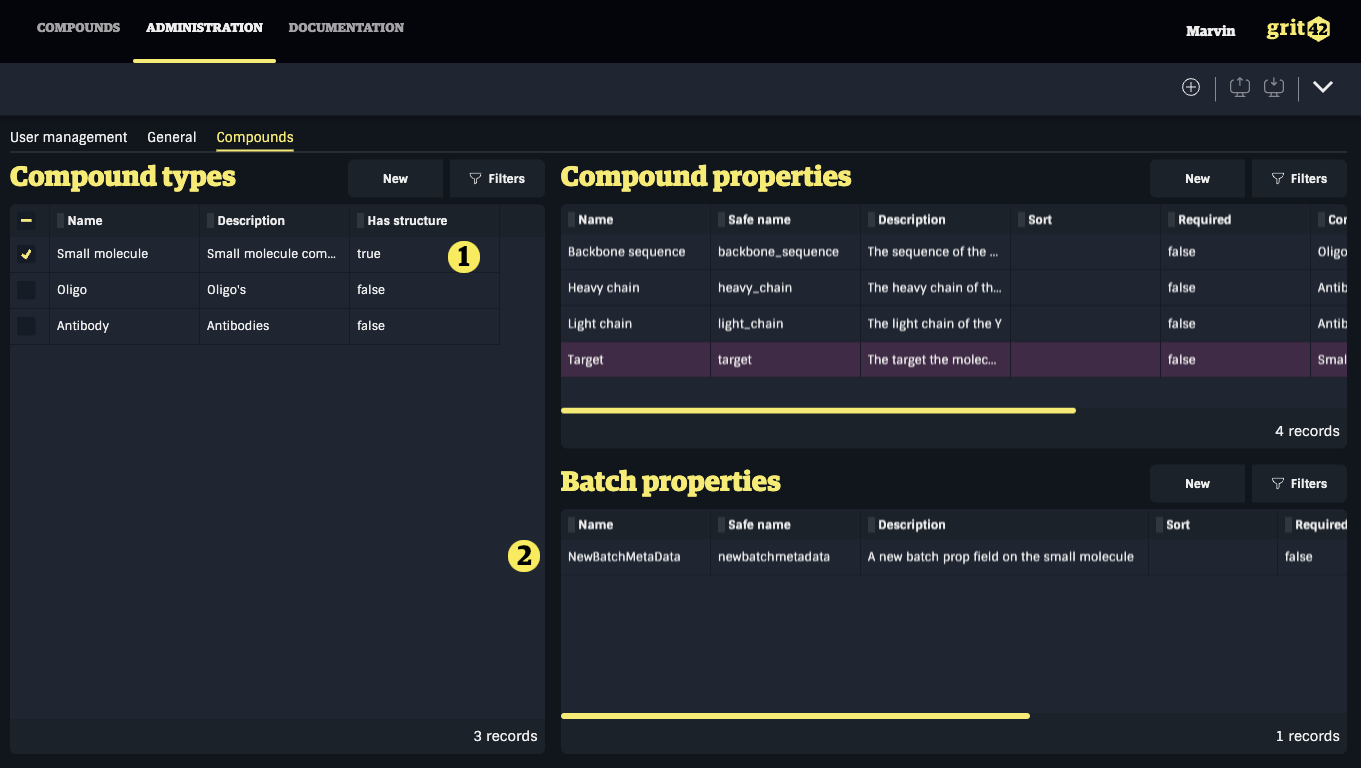 COMPOUNDS ADMINISTRATION DOCUMENTATION Marvin grit42
User management General Compounds
Compound types New Filters
Name Description Has structure
Small molecule Small molecule com... true 1
Oligo Oligo's false
Antibody Antibodies false
2
3 records
Compound properties New Filters
Name Safe name Description Sort Required Cor
Backbone sequence backbone_sequence The sequence of the ... false Oligo
Heavy chain heavy_chain The heavy chain of th... false Antib
Light chain light_chain The light chain of the Y false Antib
Target target The target the molec... false Smal
4 records
Batch properties New Filters
Name Safe name Description Sort Required
NewBatchMetaData newbatchmetadata A new batch prop field on the small molecule false
1 records